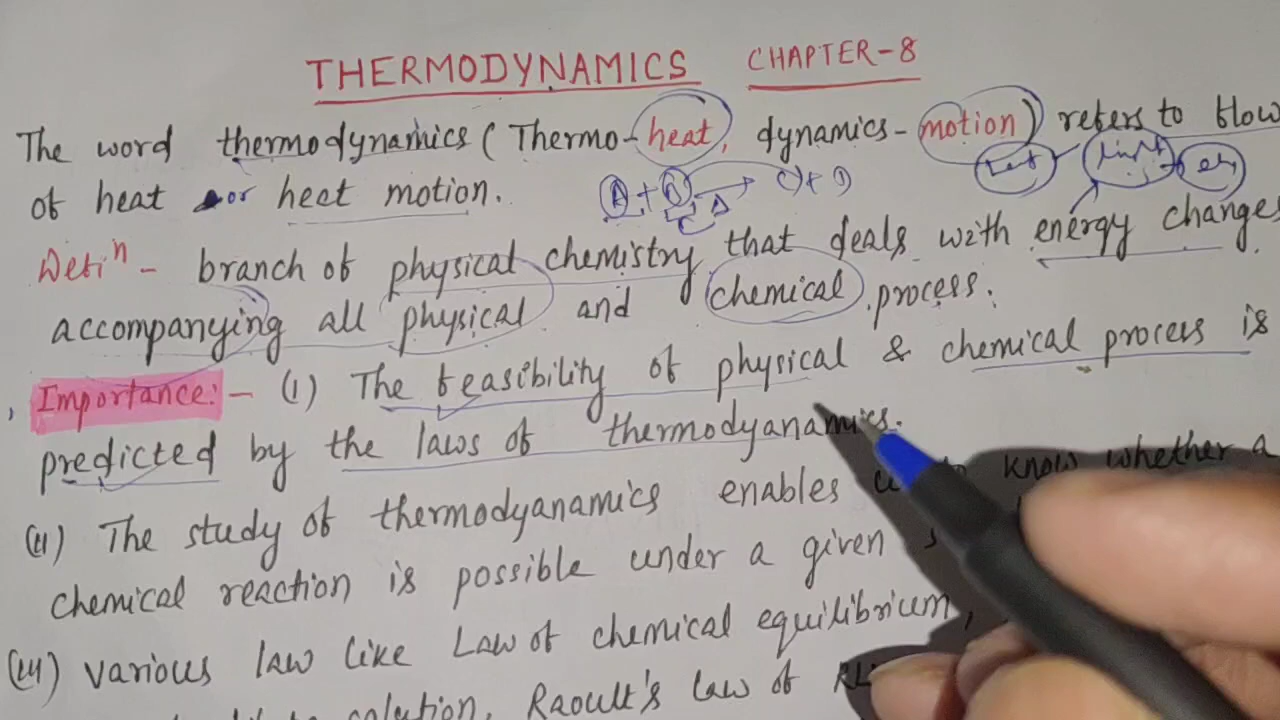 THERMODYNAMICS CHAPTER-8
The word thermodynamics (Thermo-heat, dynamics-motion) refers to flow
of heat or heat motion.
A + B → C + D
Δ
Defiⁿ - branch of physical chemistry that deals with energy changes
accompanying all physical and chemical process.
Importance:- (i) The feasibility of physical & chemical process is
predicted by the laws of thermodyanamics.
(ii) The study of thermodyanamics enables know whether a
chemical reaction is possible under a given
(iii) various law like Law of chemical equilibrium,
solution, Raoult's law of